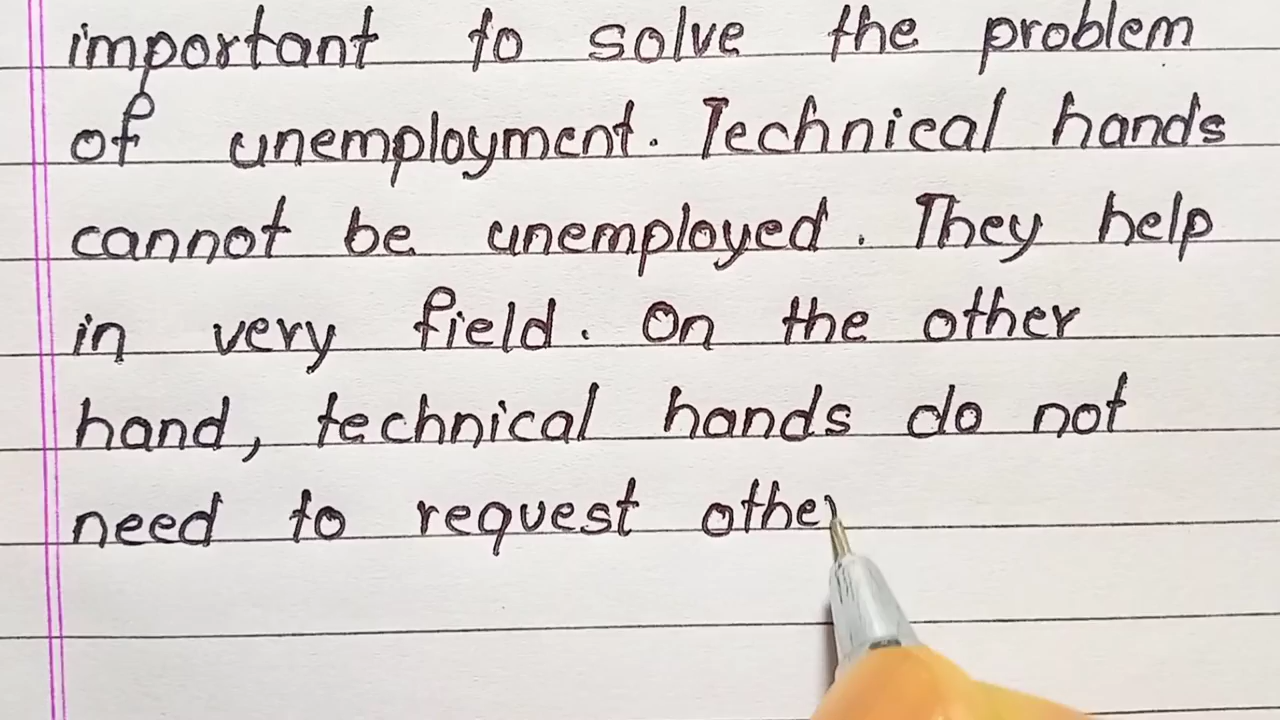 important to solve the problem
of unemployment. Technical hands
cannot be unemployed. They help
in very field. On the other
hand, technical hands do not
need to request other